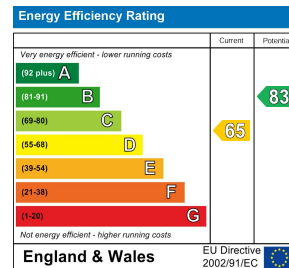 Energy Efficiency Rating
Current Potential
Very energy efficient - lower running costs
(92 plus) A
(81-91) B
(69-80) C
(55-68) D
(39-54) E
(21-38) F
(1-20) G
65
83
Not energy efficient - higher running costs
England & Wales
EU Directive
2002/91/EC